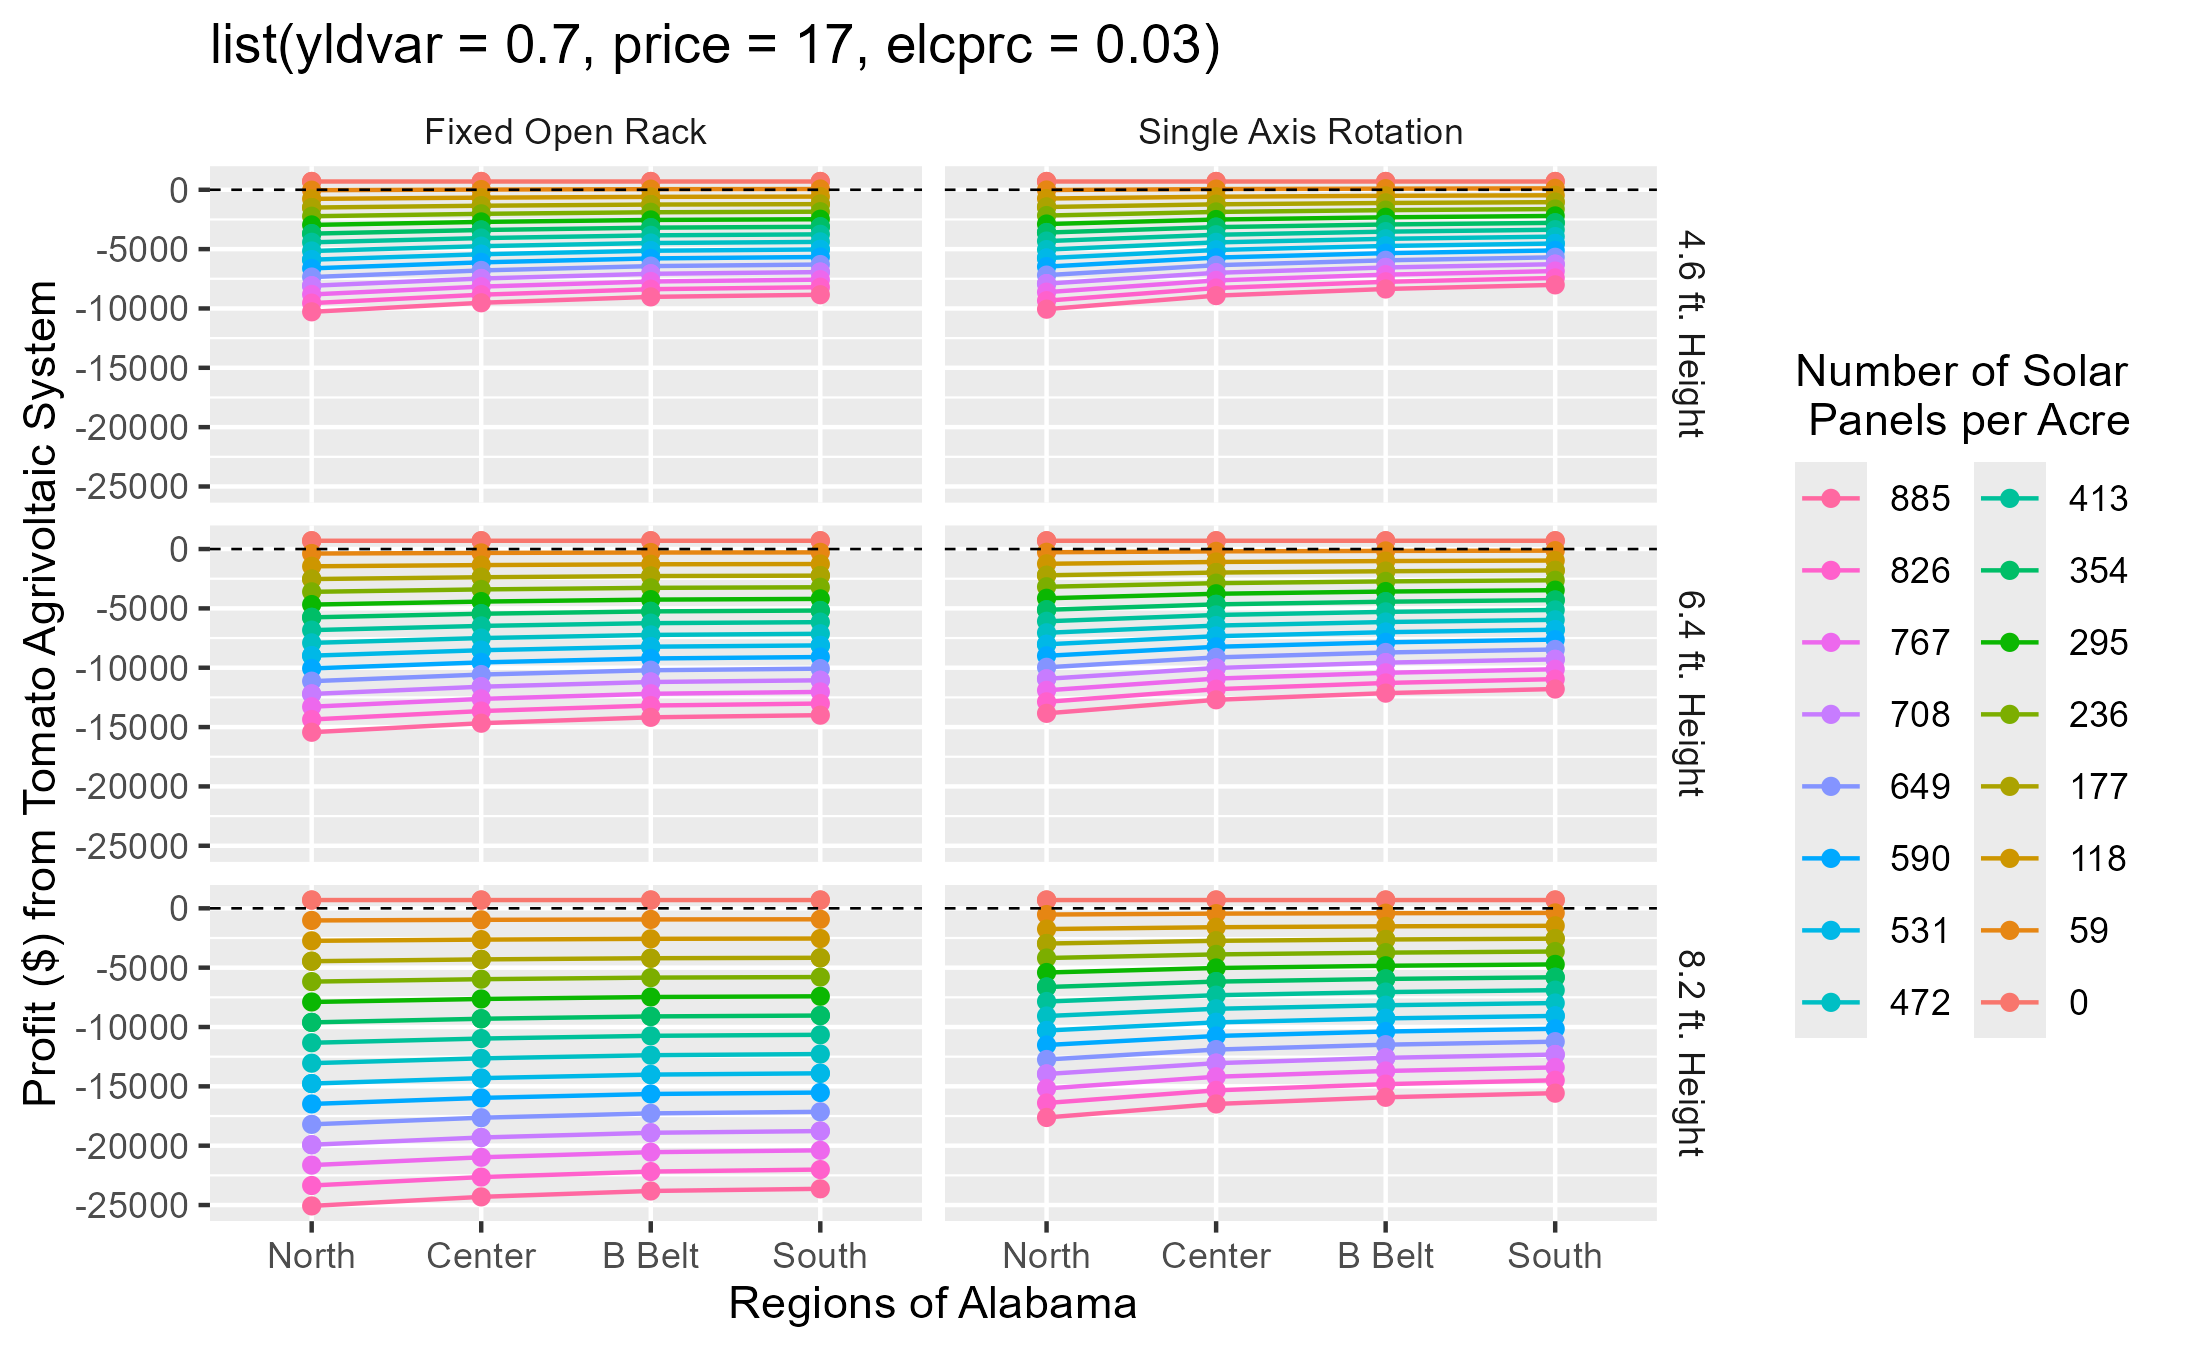 list(yldvar = 0.7, price = 17, elcprc = 0.03)
Fixed Open Rack
Single Axis Rotation
Profit ($) from Tomato Agrivoltaic System
0
-5000
-10000
-15000
-20000
-25000
4.6 ft. Height
0
-5000
-10000
-15000
-20000
-25000
6.4 ft. Height
0
-5000
-10000
-15000
-20000
-25000
8.2 ft. Height
North Center B Belt South
North Center B Belt South
Regions of Alabama
Number of Solar
Panels per Acre
885
826
767
708
649
590
531
472
413
354
295
236
177
118
59
0